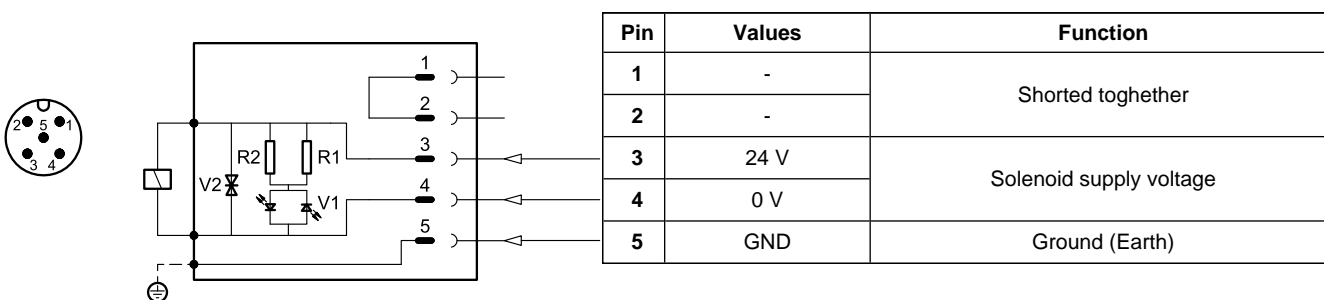 2 5 1
3 4
R2 R1
V2
V1
1
2
3
4
5
Pin Values Function
1 - Shorted toghether
2 -
3 24 V Solenoid supply voltage
4 0 V
5 GND Ground (Earth)